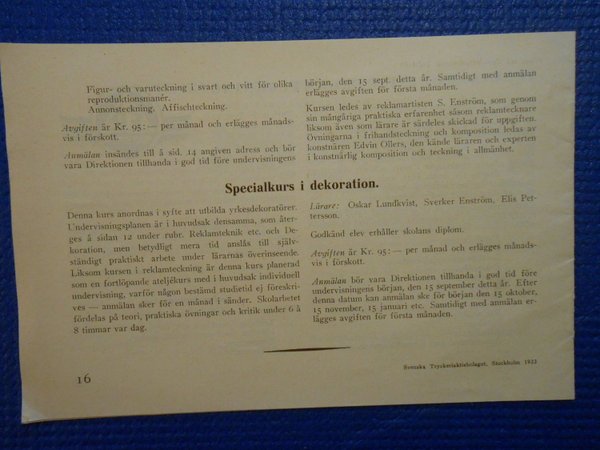 Figur- och varuteckning i svart och vitt för olika
reproduktionsmanér.
Annonsteckning. Affischteckning.
Avgiften är Kr. 95: — per månad och erlägges månads-
vis i förskott.
Anmälan insändes till å sid. 14 angiven adress och bör
vara Direktionen tillhanda i god tid före undervisningens
början, den 15 sept. detta år. Samtidigt med anmälan
erlägges avgiften för första månaden.
Kursen ledes av reklamartisten S. Enström, som genom
sin mångåriga praktiska erfarenhet såsom reklamtecknare
liksom även som lärare är särdeles skickad för uppgiften.
Övningarna i frihandsteckning och komposition ledas av
konstnären Edvin Ollers, den kände läraren och experten
i konstnärlig komposition och teckning i allmänhet.
Specialkurs i dekoration.
Denna kurs anordnas i syfte att utbilda yrkesdekoratörer.
Undervisningsplanen är i huvudsak densamma, som åter-
ges å sidan 12 under rubr. Reklamteknik etc. och De-
koration, men betydligt mera tid anslås till själv-
ständigt praktiskt arbete under lärarnas överinseende.
Liksom kursen i reklamteckning är denna kurs planerad
som en fortlöpande ateljékurs med i huvudsak individuell
undervisning, varför någon bestämd studietid ej föreskri-
ves — anmälan sker för en månad i sänder. Skolarbetet
fördelas på teori, praktiska övningar och kritik under 6 à
8 timmar var dag.
Lärare: Oskar Lundkvist, Sverker Enström, Elis Pet-
tersson.
Godkänd elev erhåller skolans diplom.
Avgiften är Kr. 95: — per månad och erlägges månads-
vis i förskott.
Anmälan bör vara Direktionen tillhanda i god tid före
undervisningens början, den 15 september detta år. Efter
denna datum kan anmälan ske för början den 15 oktober,
15 november, 15 januari etc. Samtidigt med anmälan er-
lägges avgiften för första månaden.
16
Svenska Tryckeriaktiebolaget, Stockholm 1933